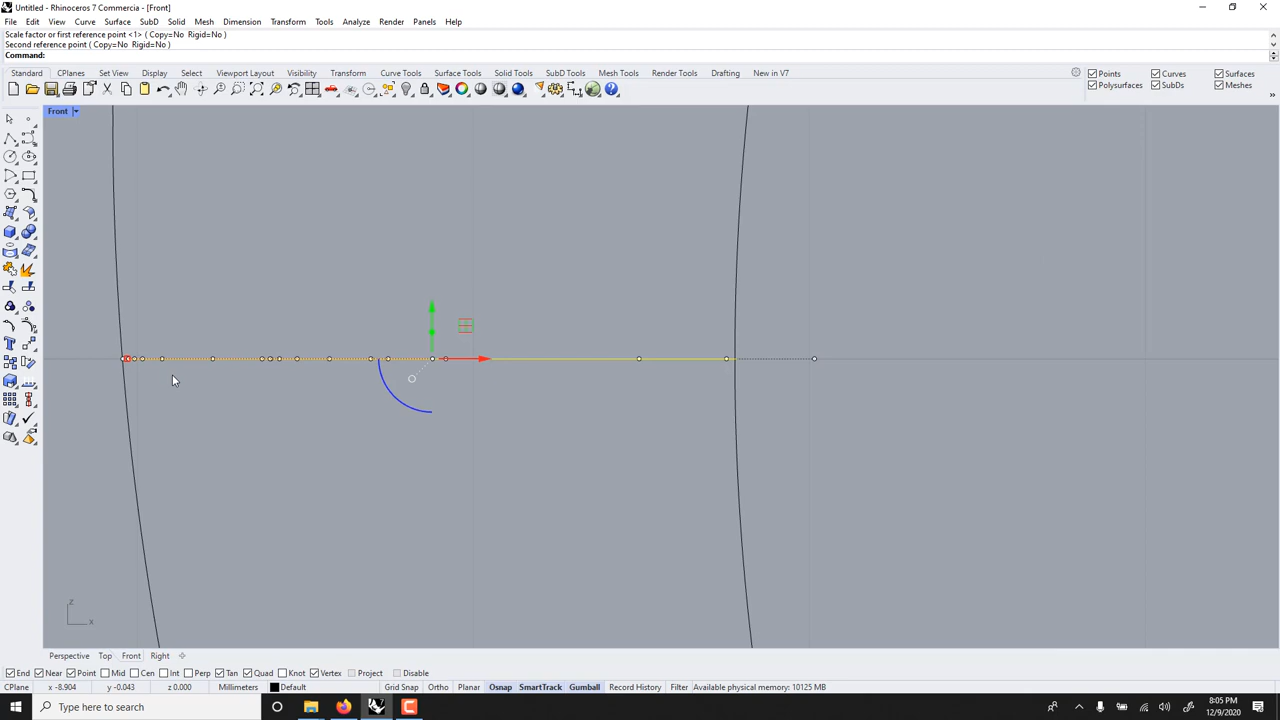 Untitled - Rhinoceros 7 Commercia - [Front]
File Edit View Curve Surface SubD Solid Mesh Dimension Transform Tools Analyze Render Panels Help
Scale factor or first reference point <1> ( Copy=No Rigid=No )
Second reference point ( Copy=No Rigid=No )
Command:
Standard CPlanes Set View Display Select Viewport Layout Visibility Transform Curve Tools Surface Tools Solid Tools SubD Tools Mesh Tools Render Tools Drafting New in V7
Points Curves Surfaces
Polysurfaces SubDs Meshes
Front
z
x
Perspective Top Front Right
End Near Point Mid Cen Int Perp Tan Quad Knot Vertex Project Disable
CPlane x -8.904 y -0.043 z 0.000 Millimeters Default Grid Snap Ortho Planar Osnap SmartTrack Gumball Record History Filter Available physical memory: 10125 MB
Type here to search
8:05 PM
12/9/2020